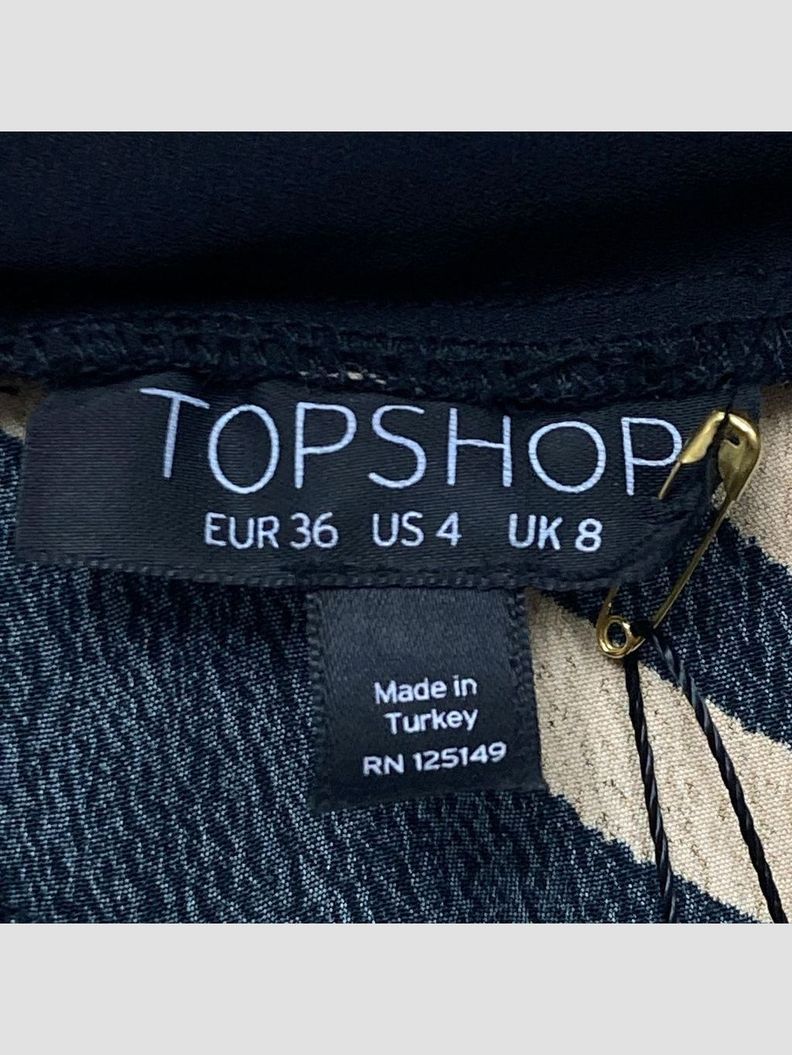 TOPSHOP
EUR 36 US 4 UK 8
Made in
Turkey
RN 125149